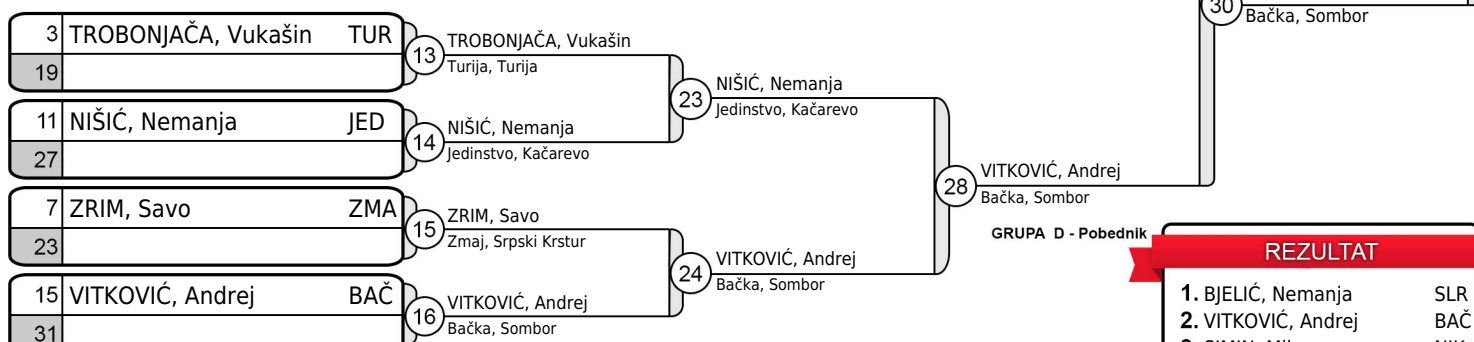 30
Bačka, Sombor
3 TROBONJAČA, Vukašin TUR
19
13
TROBONJAČA, Vukašin
Turija, Turija
11 NIŠIĆ, Nemanja JED
27
14
NIŠIĆ, Nemanja
Jedinstvo, Kačarevo
23
NIŠIĆ, Nemanja
Jedinstvo, Kačarevo
7 ZRIM, Savo ZMA
23
15
ZRIM, Savo
Zmaj, Srpski Krstur
15 VITKOVIĆ, Andrej BAČ
31
16
VITKOVIĆ, Andrej
Bačka, Sombor
24
VITKOVIĆ, Andrej
Bačka, Sombor
28
VITKOVIĆ, Andrej
Bačka, Sombor
GRUPA D - Pobednik
REZULTAT
1. BJELIĆ, Nemanja SLR
2. VITKOVIĆ, Andrej BAČ